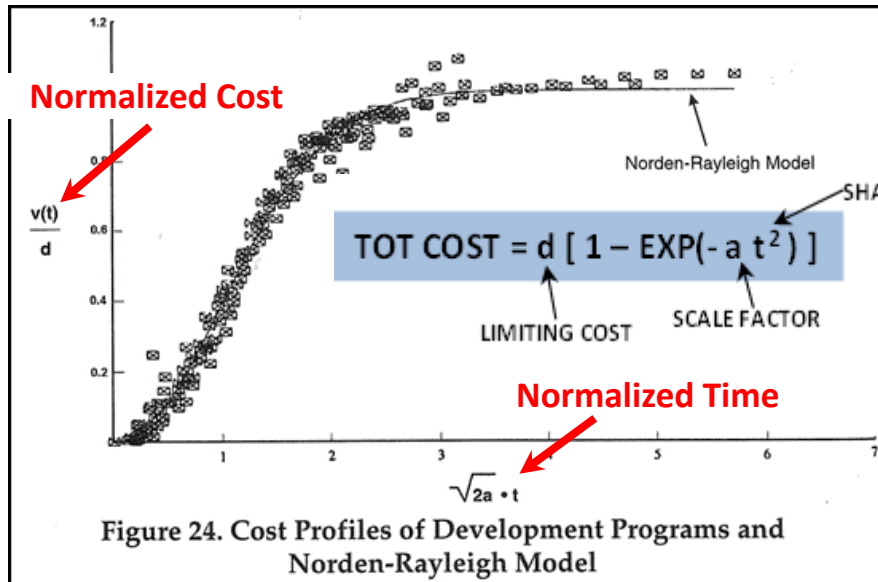 1.2
Normalized Cost
0.8
Norden-Rayleigh Model
v(t)
d
0.6
TOT COST = d [ 1 – EXP(- a t² ) ]
0.4
LIMITING COST
SCALE FACTOR
0.2
Normalized Time
1
2
3
4
5
6
7
√2a • t
Figure 24. Cost Profiles of Development Programs and
Norden-Rayleigh Model